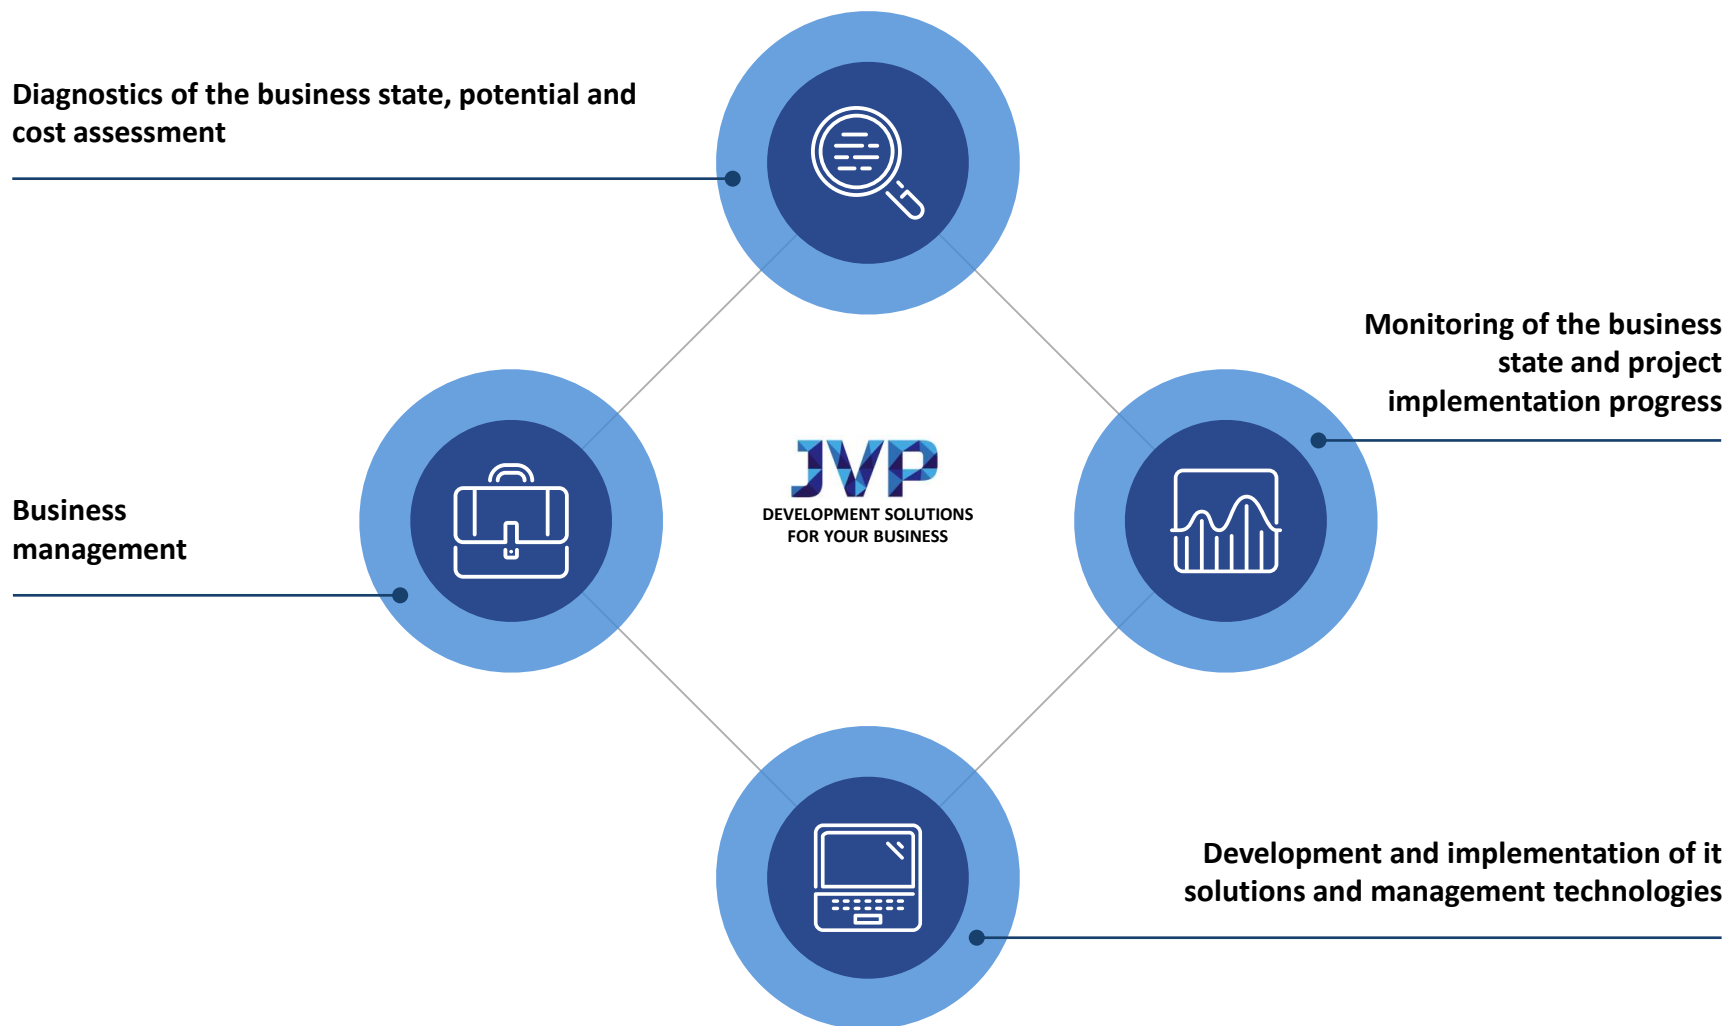 Diagnostics of the business state, potential and
cost assessment
Monitoring of the business
state and project
implementation progress
JVP
DEVELOPMENT SOLUTIONS
FOR YOUR BUSINESS
Business
management
Development and implementation of it
solutions and management technologies